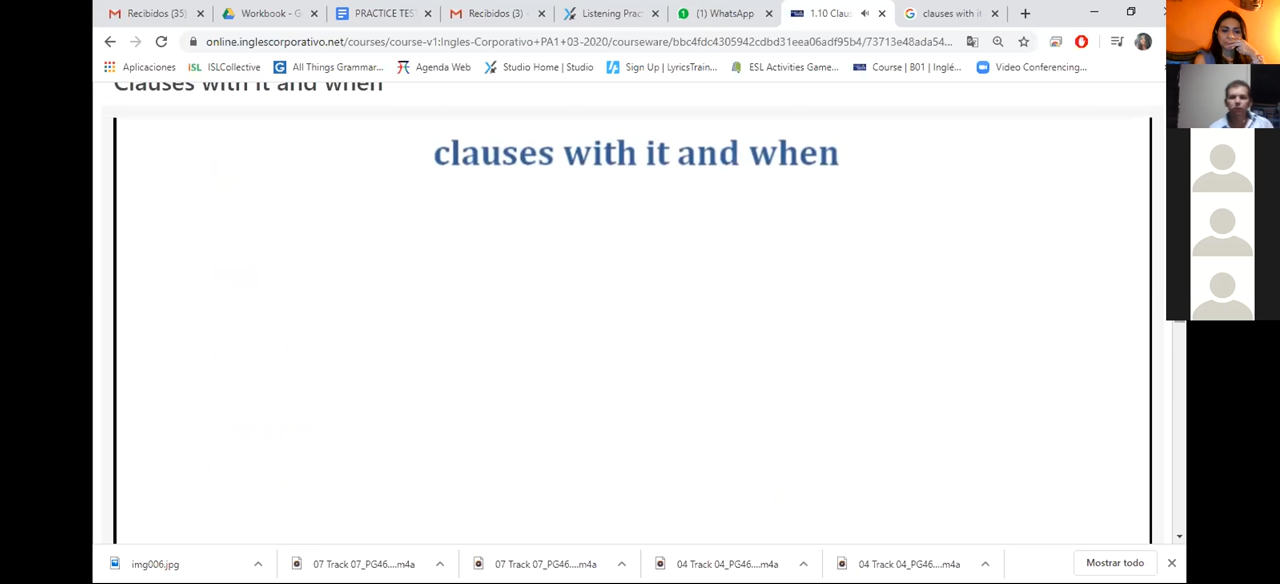 Recibidos (35)
Workbook - G
PRACTICE TES
Recibidos (3) -
Listening Prac
(1) WhatsApp
1.10 Clau
clauses with it
online.inglescorporativo.net/courses/course-v1:Ingles-Corporativo+PA1+03-2020/courseware/bbc4fdc4305942cdbd31eea06adf95b4/73713e48ada54...
Aplicaciones
ISL ISLCollective
All Things Grammar...
Agenda Web
Studio Home | Studio
Sign Up | LyricsTrain...
ESL Activities Game...
Course | B01 | Inglé...
Video Conferencing...
Clauses with it and when
clauses with it and when
img006.jpg
07 Track 07_PG46....m4a
07 Track 07_PG46....m4a
04 Track 04_PG46....m4a
04 Track 04_PG46....m4a
Mostrar todo